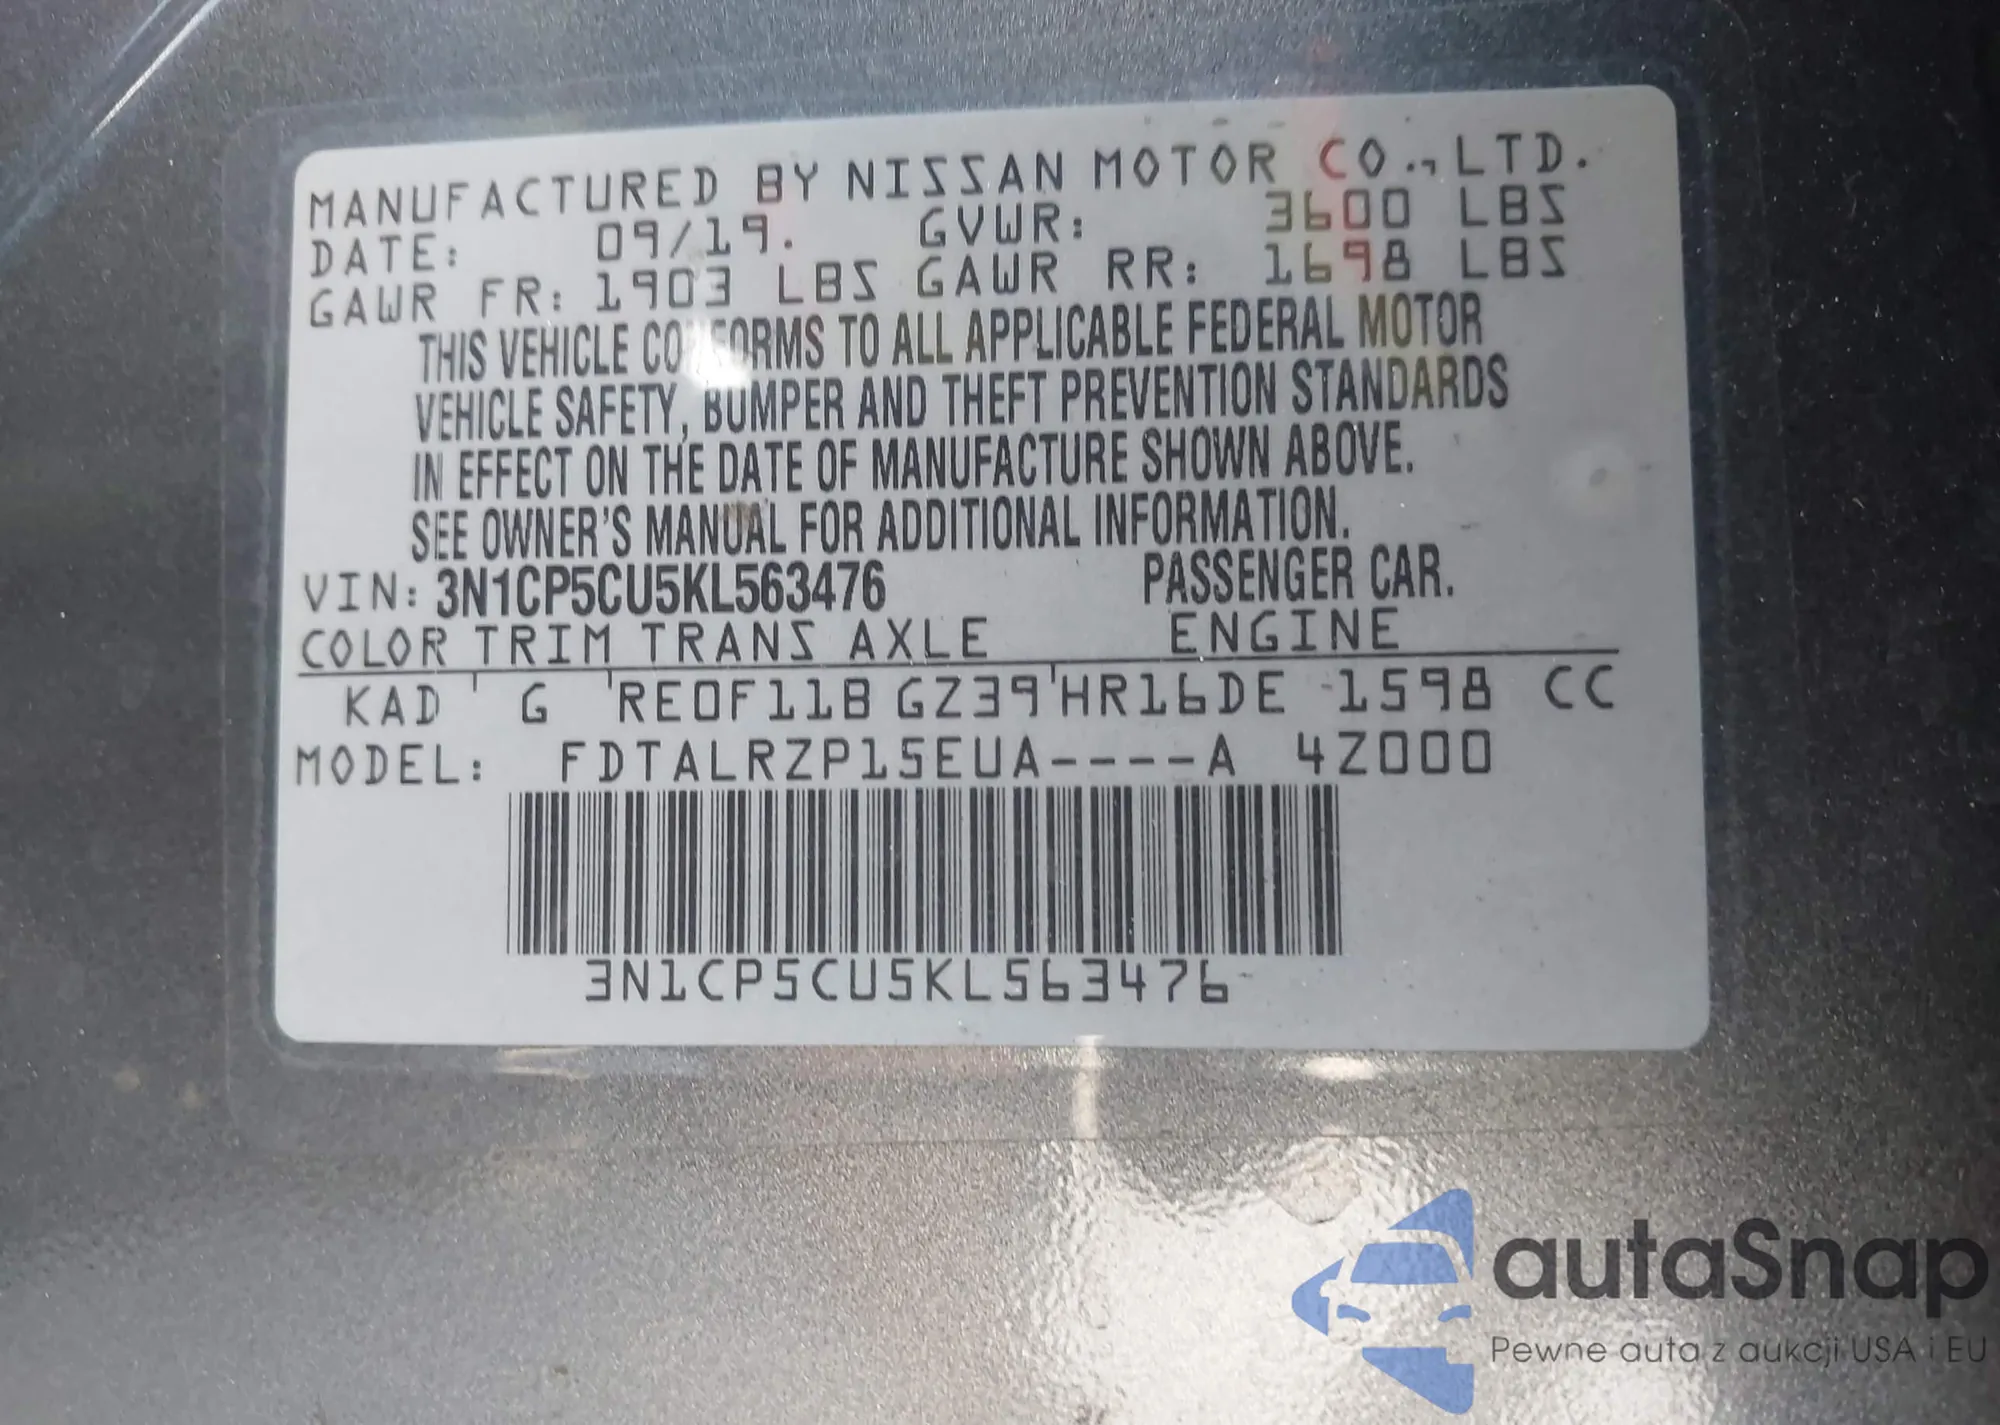 MANUFACTURED BY NISSAN MOTOR CO., LTD.
DATE: 09/19. GVWR: 3600 LBS
GAWR FR: 1903 LBS GAWR RR: 1698 LBS
THIS VEHICLE CONFORMS TO ALL APPLICABLE FEDERAL MOTOR
VEHICLE SAFETY, BUMPER AND THEFT PREVENTION STANDARDS
IN EFFECT ON THE DATE OF MANUFACTURE SHOWN ABOVE.
SEE OWNER'S MANUAL FOR ADDITIONAL INFORMATION.
VIN: 3N1CP5CU5KL563476 PASSENGER CAR.
COLOR TRIM TRANS AXLE ENGINE
KAD G RE0F11B GZ39 HR16DE 1598 CC
MODEL: FDTALRZP15EUA----A 4Z000
3N1CP5CU5KL563476
autaSnap
Pewne auta z aukcji USA i EU